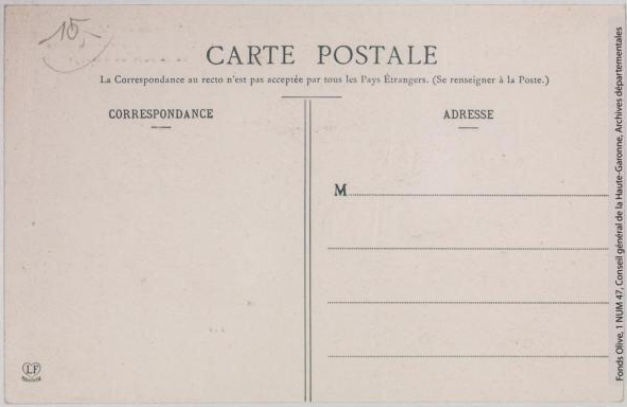 15,-
CARTE POSTALE
La Correspondance au recto n'est pas acceptée par tous les Pays Étrangers. (Se renseigner à la Poste.)
CORRESPONDANCE
ADRESSE
M
LF
Fonds Olive, 1 NUM 47, Conseil général de la Haute-Garonne, Archives départementales